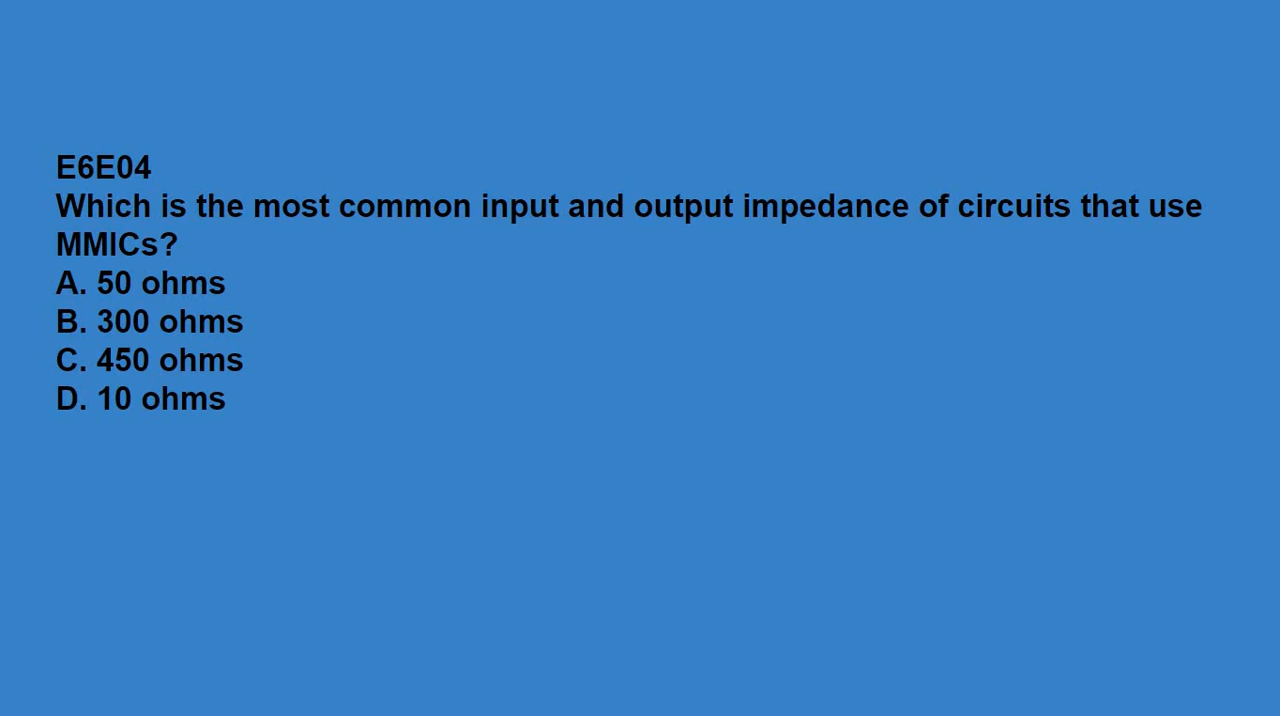 E6E04
Which is the most common input and output impedance of circuits that use
MMICs?
A. 50 ohms
B. 300 ohms
C. 450 ohms
D. 10 ohms